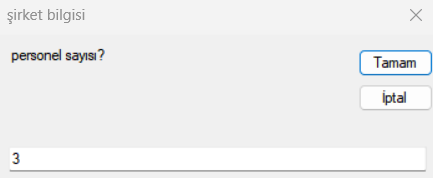 şirket bilgisi
personel sayısı?
Tamam
İptal
3